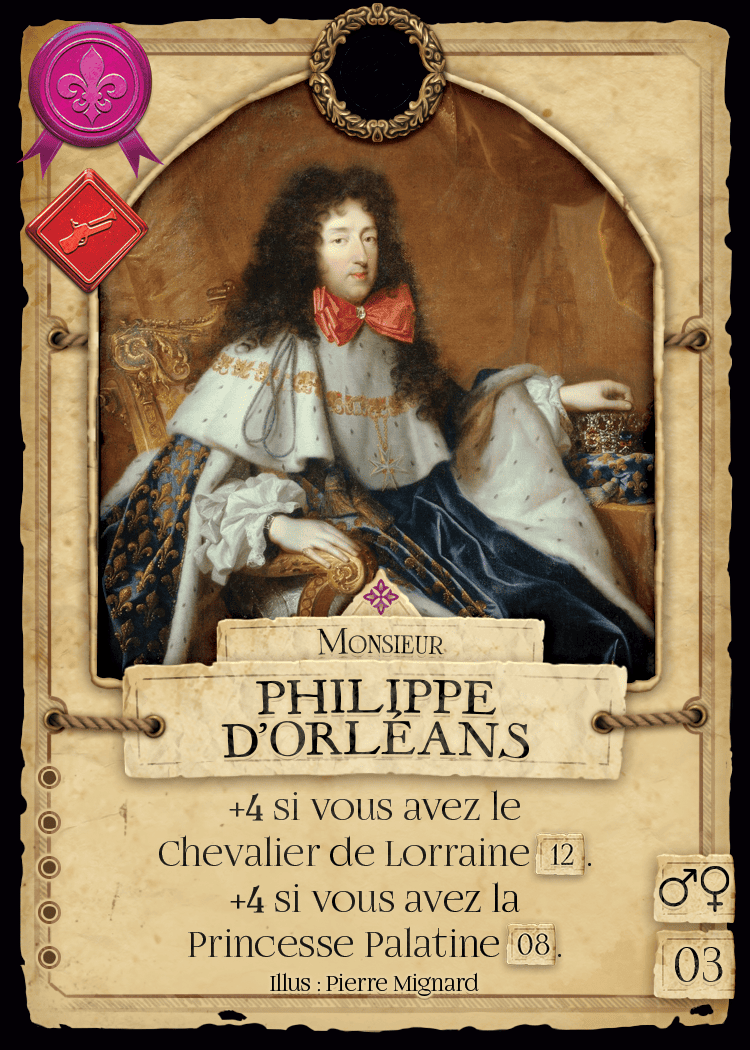 Monsieur
PHILIPPE
D'ORLÉANS
+4 si vous avez le
Chevalier de Lorraine 12.
+4 si vous avez la
Princesse Palatine 08.
Illus : Pierre Mignard
♂♀
03